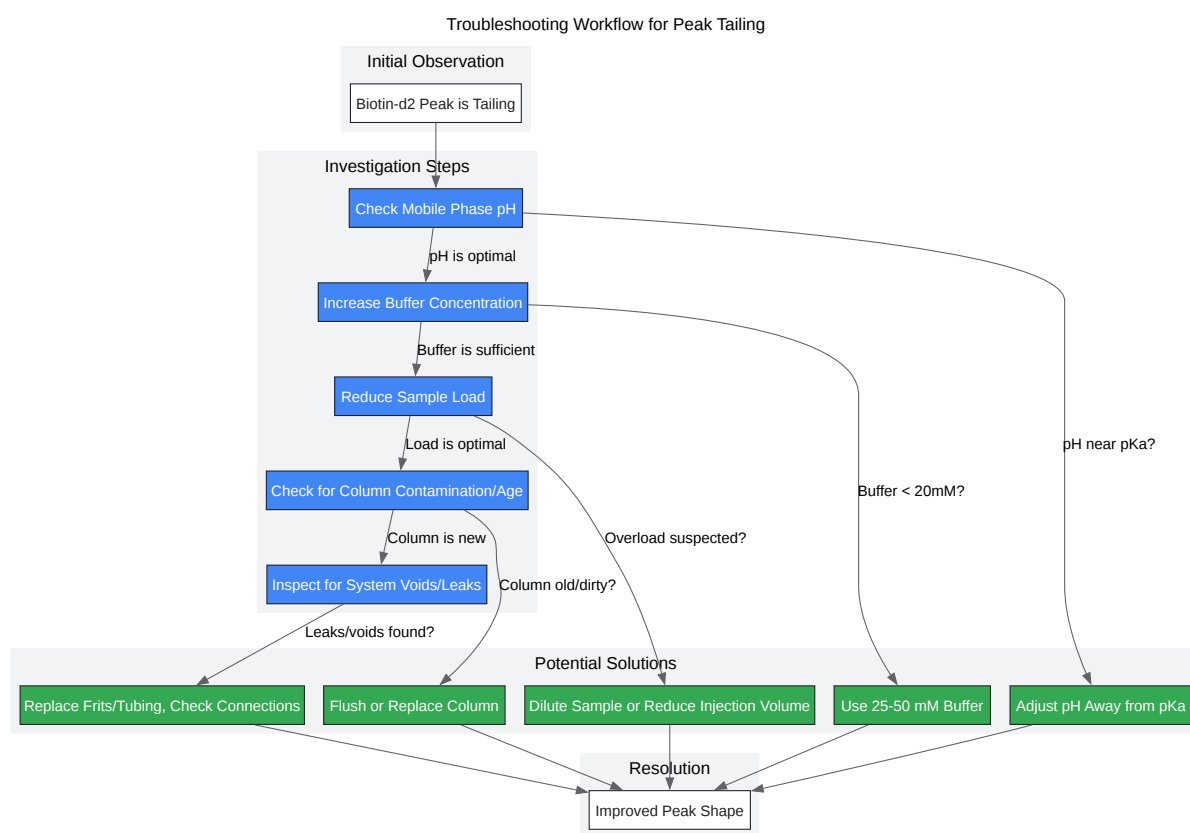 Troubleshooting Workflow for Peak Tailing
Initial Observation
Biotin-d2 Peak is Tailing
Investigation Steps
Check Mobile Phase pH
pH is optimal
Increase Buffer Concentration
Buffer is sufficient
Reduce Sample Load
Load is optimal
pH near pKa?
Check for Column Contamination/Age
Buffer < 20mM?
Column is new
Overload suspected?
Inspect for System Voids/Leaks
Column old/dirty?
Leaks/voids found?
Potential Solutions
Replace Frits/Tubing, Check Connections
Flush or Replace Column
Dilute Sample or Reduce Injection Volume
Use 25-50 mM Buffer
Adjust pH Away from pKa
Resolution
Improved Peak Shape